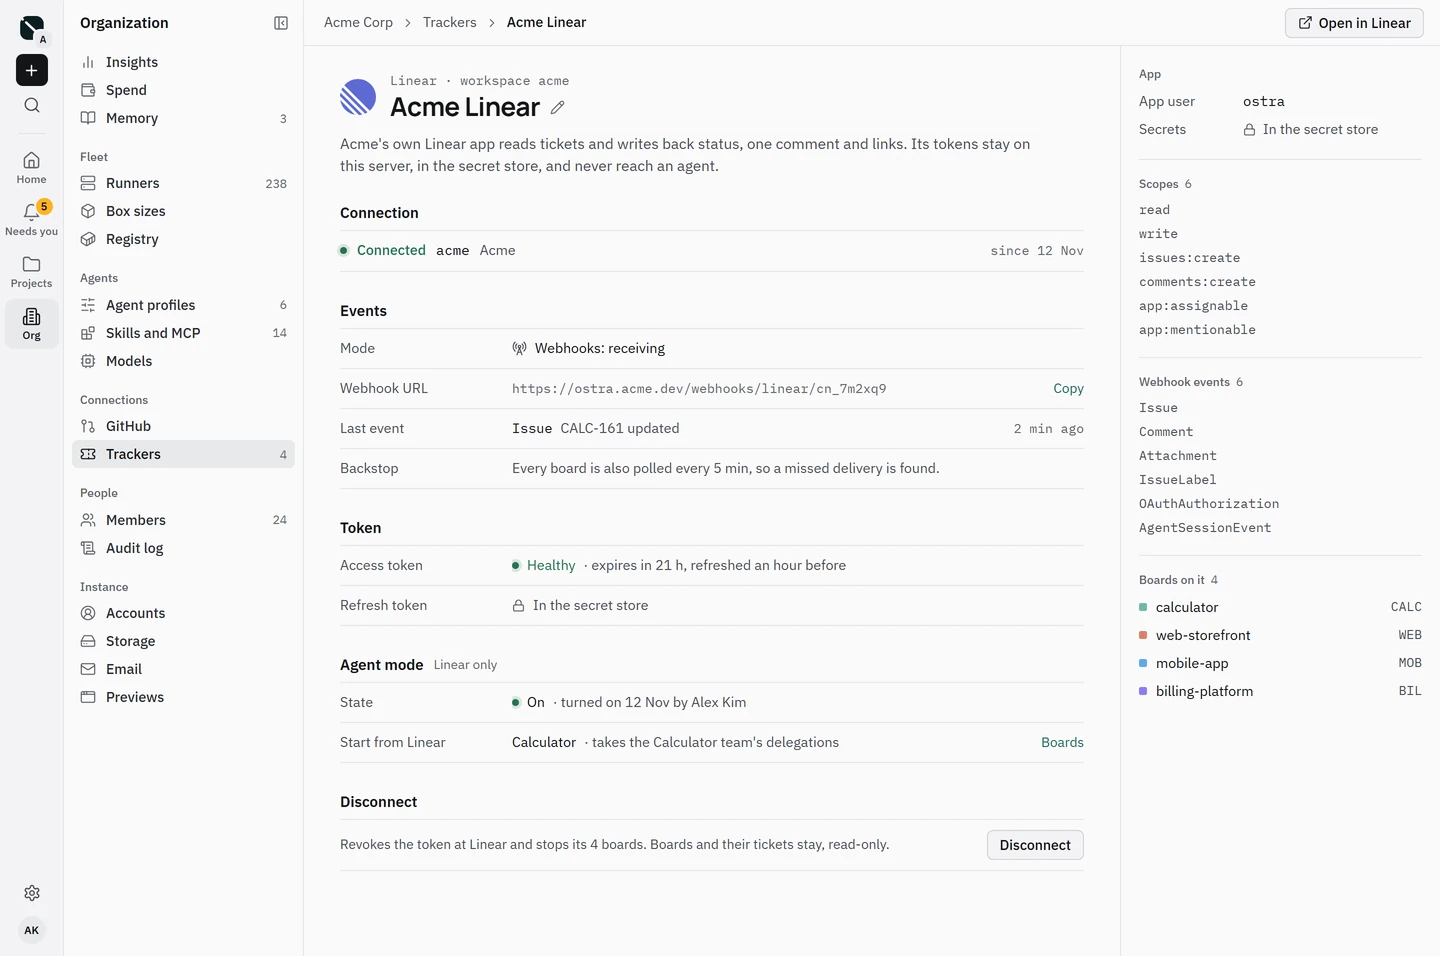 A
Home
5
Needs you
Projects
Org
AK
Organization
Insights
Spend
Memory 3
Fleet
Runners 238
Box sizes
Registry
Agents
Agent profiles 6
Skills and MCP 14
Models
Connections
GitHub
Trackers 4
People
Members 24
Audit log
Instance
Accounts
Storage
Email
Previews
Acme Corp > Trackers > Acme Linear
Open in Linear
Linear · workspace acme
Acme Linear
Acme's own Linear app reads tickets and writes back status, one comment and links. Its tokens stay on
this server, in the secret store, and never reach an agent.
Connection
Connected acme Acme since 12 Nov
Events
Mode Webhooks: receiving
Webhook URL https://ostra.acme.dev/webhooks/linear/cn_7m2xq9 Copy
Last event Issue CALC-161 updated 2 min ago
Backstop Every board is also polled every 5 min, so a missed delivery is found.
Token
Access token Healthy · expires in 21 h, refreshed an hour before
Refresh token In the secret store
Agent mode Linear only
State On · turned on 12 Nov by Alex Kim
Start from Linear Calculator · takes the Calculator team's delegations Boards
Disconnect
Revokes the token at Linear and stops its 4 boards. Boards and their tickets stay, read-only. Disconnect
App
App user ostra
Secrets In the secret store
Scopes 6
read
write
issues:create
comments:create
app:assignable
app:mentionable
Webhook events 6
Issue
Comment
Attachment
IssueLabel
OAuthAuthorization
AgentSessionEvent
Boards on it 4
calculator CALC
web-storefront WEB
mobile-app MOB
billing-platform BIL